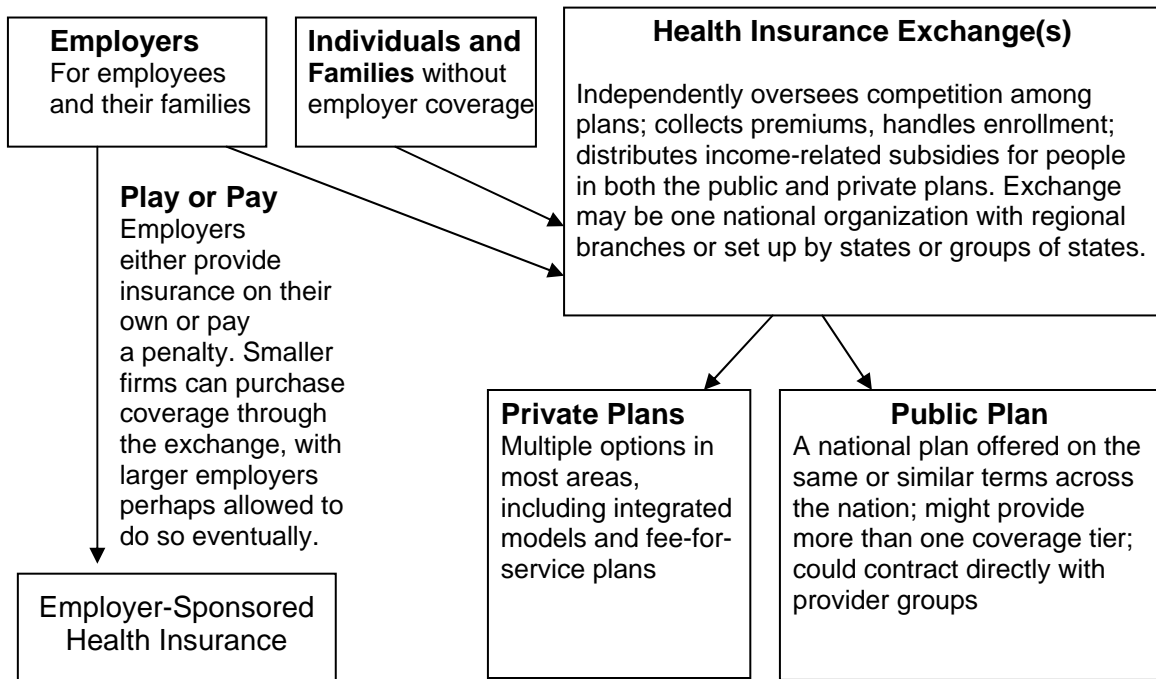 Employers
For employees
and their families
Individuals and
Families without
employer coverage
Health Insurance Exchange(s)
Independently oversees competition among
plans; collects premiums, handles enrollment;
distributes income-related subsidies for people
in both the public and private plans. Exchange
may be one national organization with regional
branches or set up by states or groups of states.
Play or Pay
Employers
either provide
insurance on their
own or pay
a penalty. Smaller
firms can purchase
coverage through
the exchange, with
larger employers
perhaps allowed to
do so eventually.
Private Plans
Multiple options in
most areas,
including integrated
models and fee-for-
service plans
Public Plan
A national plan offered on the
same or similar terms across
the nation; might provide
more than one coverage tier;
could contract directly with
provider groups
Employer-Sponsored
Health Insurance